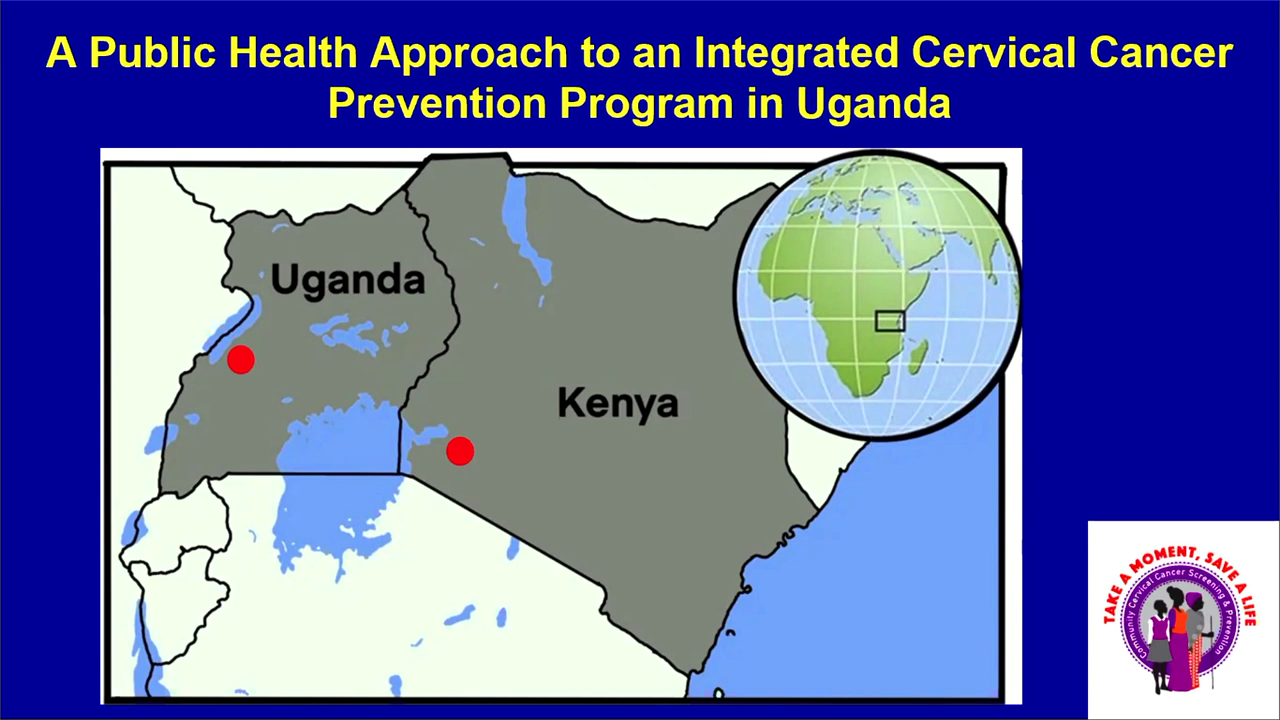 A Public Health Approach to an Integrated Cervical Cancer
Prevention Program in Uganda
Uganda
Kenya
TAKE A MOMENT, SAVE A LIFE
Community Cervical Cancer Screening & Prevention